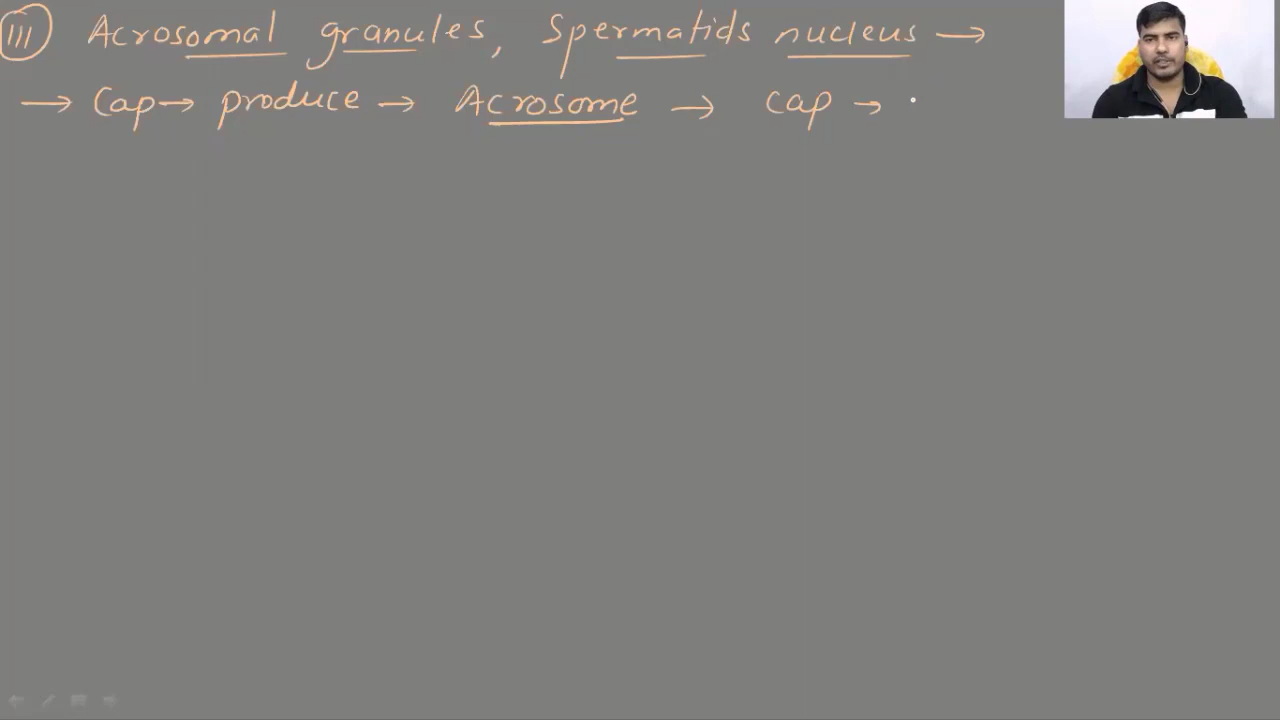 (iii) Acrosomal granules, Spermatids nucleus →
→ Cap → produce → Acrosome → cap →